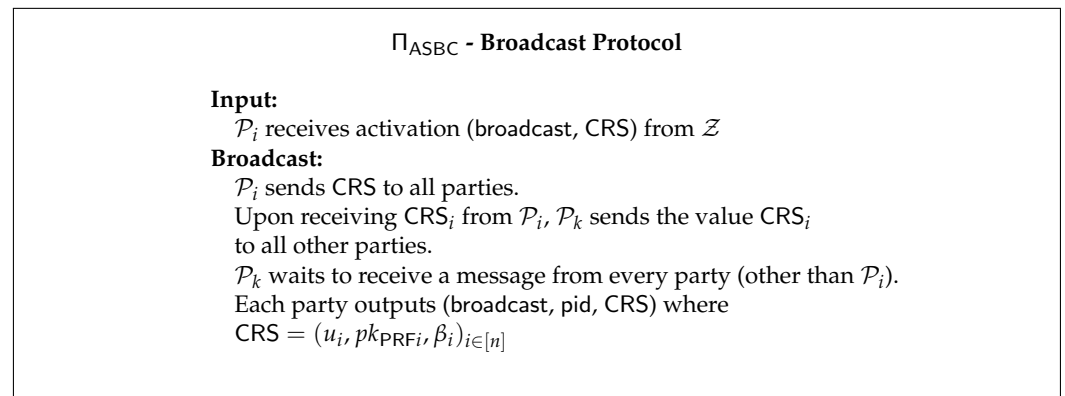 Π_ASBC - Broadcast Protocol
Input:
𝒫_i receives activation (broadcast, CRS) from 𝒵
Broadcast:
𝒫_i sends CRS to all parties.
Upon receiving CRS_i from 𝒫_i, 𝒫_k sends the value CRS_i
to all other parties.
𝒫_k waits to receive a message from every party (other than 𝒫_i).
Each party outputs (broadcast, pid, CRS) where
CRS = (u_i, pk_PRFi, β_i)_{i∈[n]}